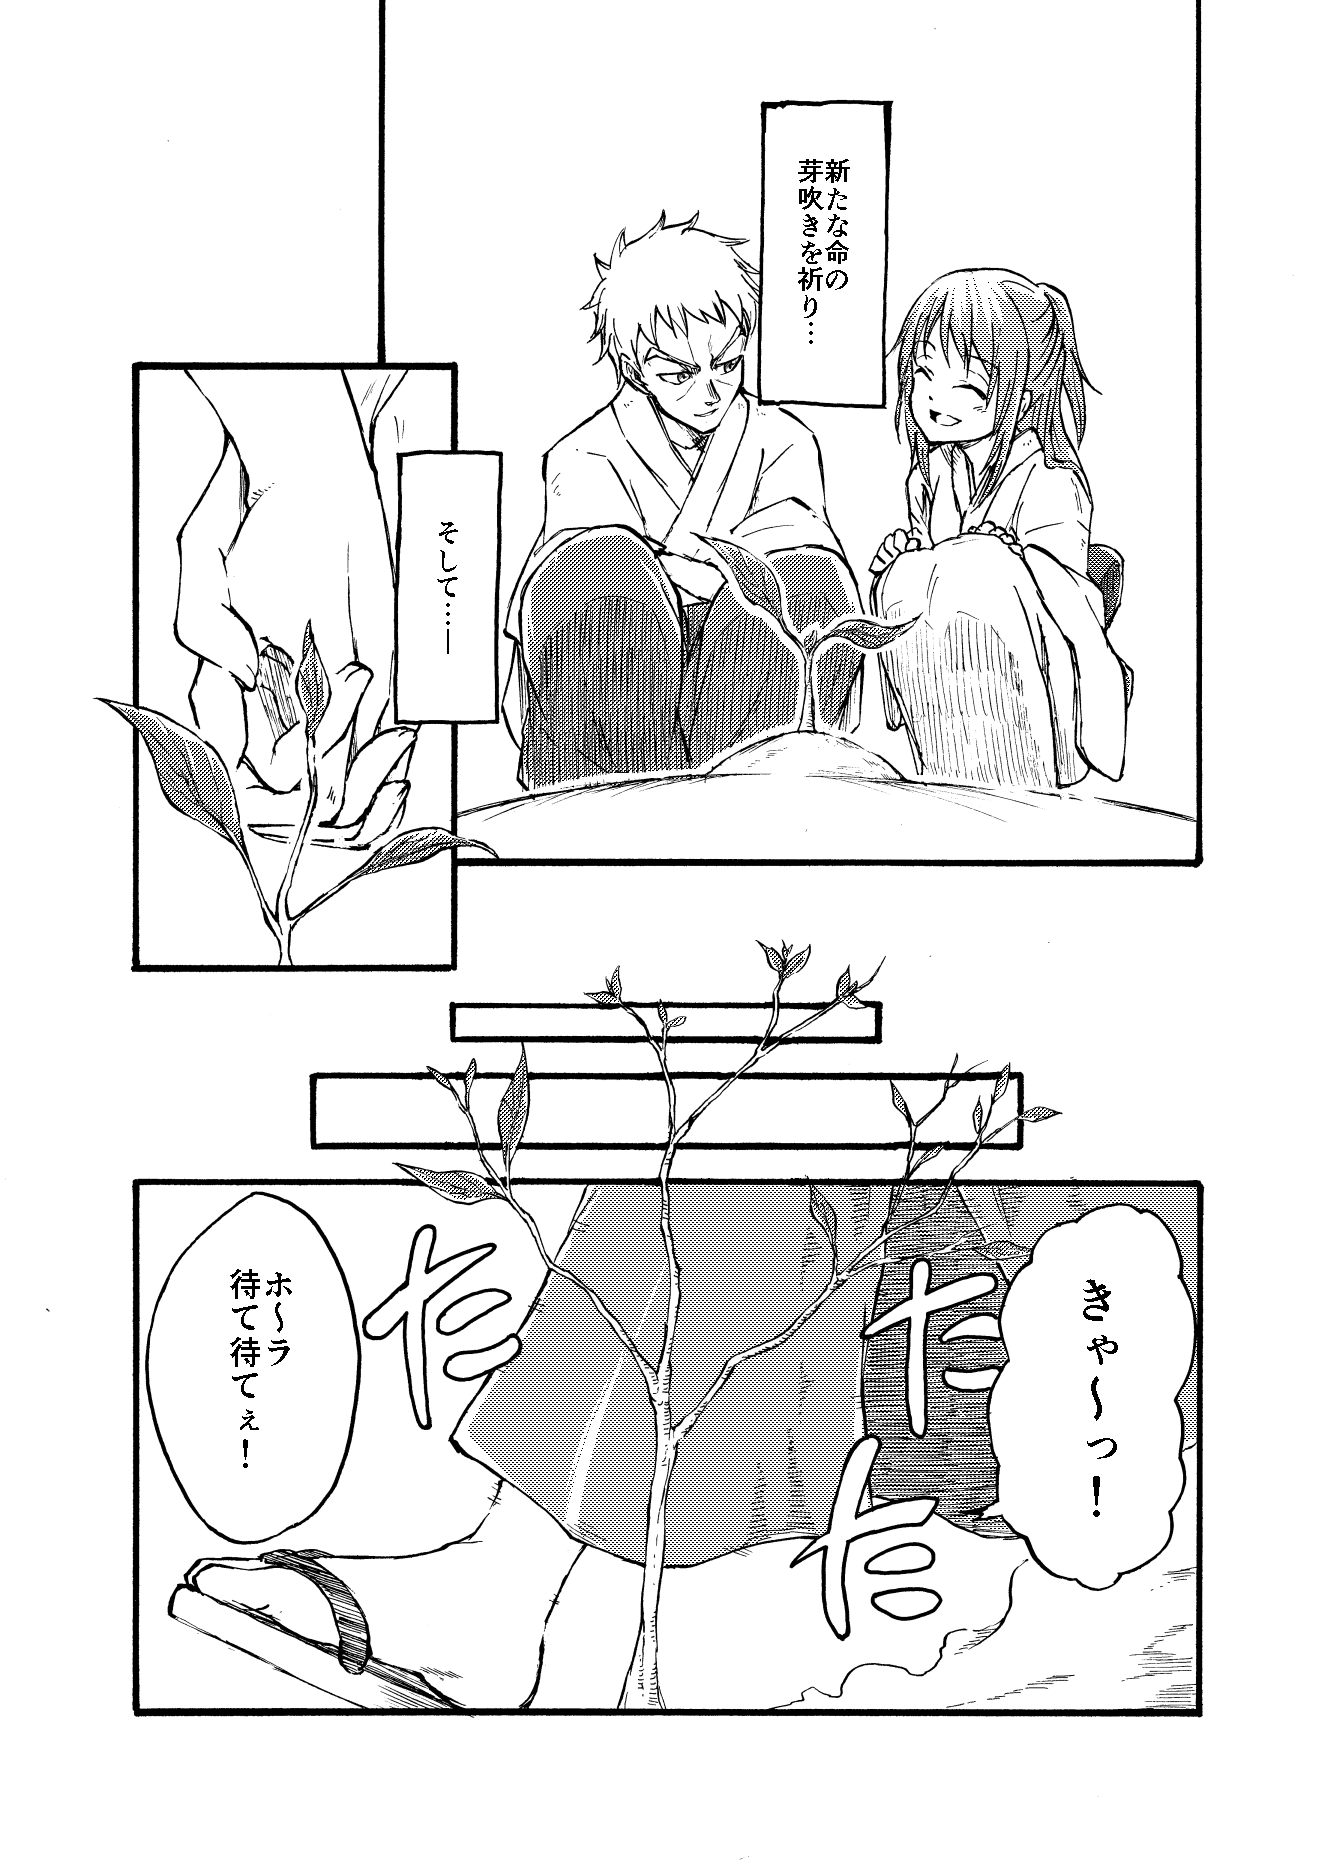 新たな命の
芽吹きを祈り…
そして…―
きゃ～っ！
たたた
ホ～ラ
待て待てぇ！